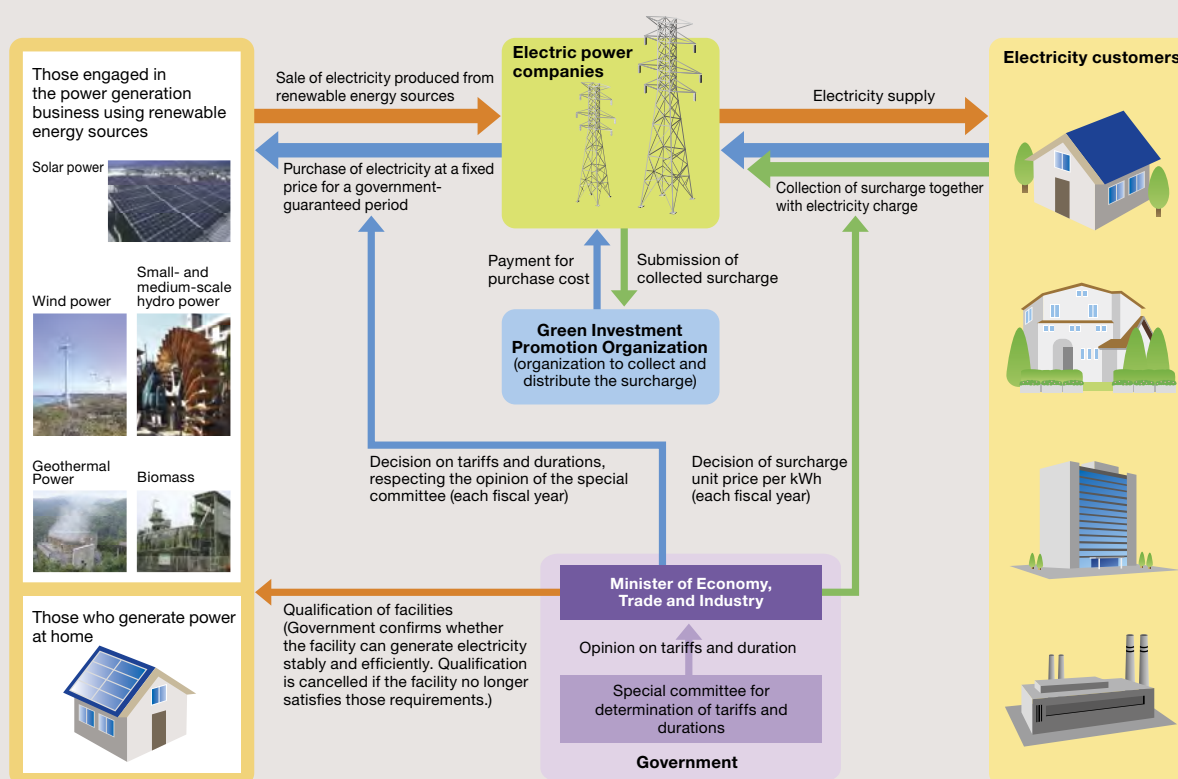 Those engaged in
the power generation
business using renewable
energy sources
Solar power
Wind power
Small- and
medium-scale
hydro power
Geothermal
Power
Biomass
Those who generate power
at home
Sale of electricity produced from
renewable energy sources
Purchase of electricity at a fixed
price for a government-
guaranteed period
Electric power
companies
Electricity supply
Collection of surcharge together
with electricity charge
Electricity customers
Payment for
purchase cost
Submission of
collected surcharge
Green Investment
Promotion Organization
(organization to collect and
distribute the surcharge)
Decision on tariffs and durations,
respecting the opinion of the special
committee (each fiscal year)
Decision of surcharge
unit price per kWh
(each fiscal year)
Qualification of facilities
(Government confirms whether
the facility can generate electricity
stably and efficiently. Qualification
is cancelled if the facility no longer
satisfies those requirements.)
Minister of Economy,
Trade and Industry
Opinion on tariffs and duration
Special committee for
determination of tariffs and
durations
Government